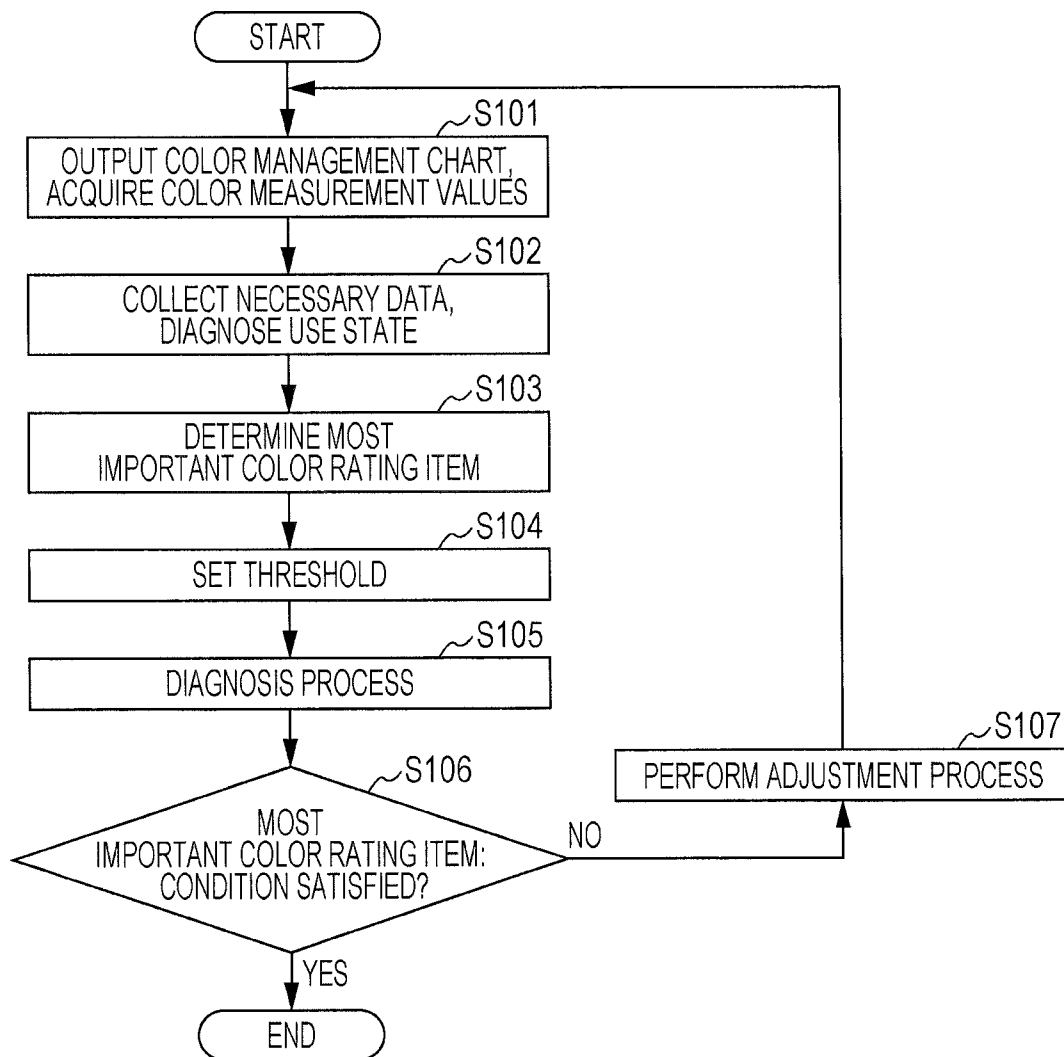 START
S101
OUTPUT COLOR MANAGEMENT CHART,
ACQUIRE COLOR MEASUREMENT VALUES
S102
COLLECT NECESSARY DATA,
DIAGNOSE USE STATE
S103
DETERMINE MOST
IMPORTANT COLOR RATING ITEM
S104
SET THRESHOLD
S105
DIAGNOSIS PROCESS
S106
MOST
IMPORTANT COLOR RATING ITEM:
CONDITION SATISFIED?
NO
S107
PERFORM ADJUSTMENT PROCESS
YES
END